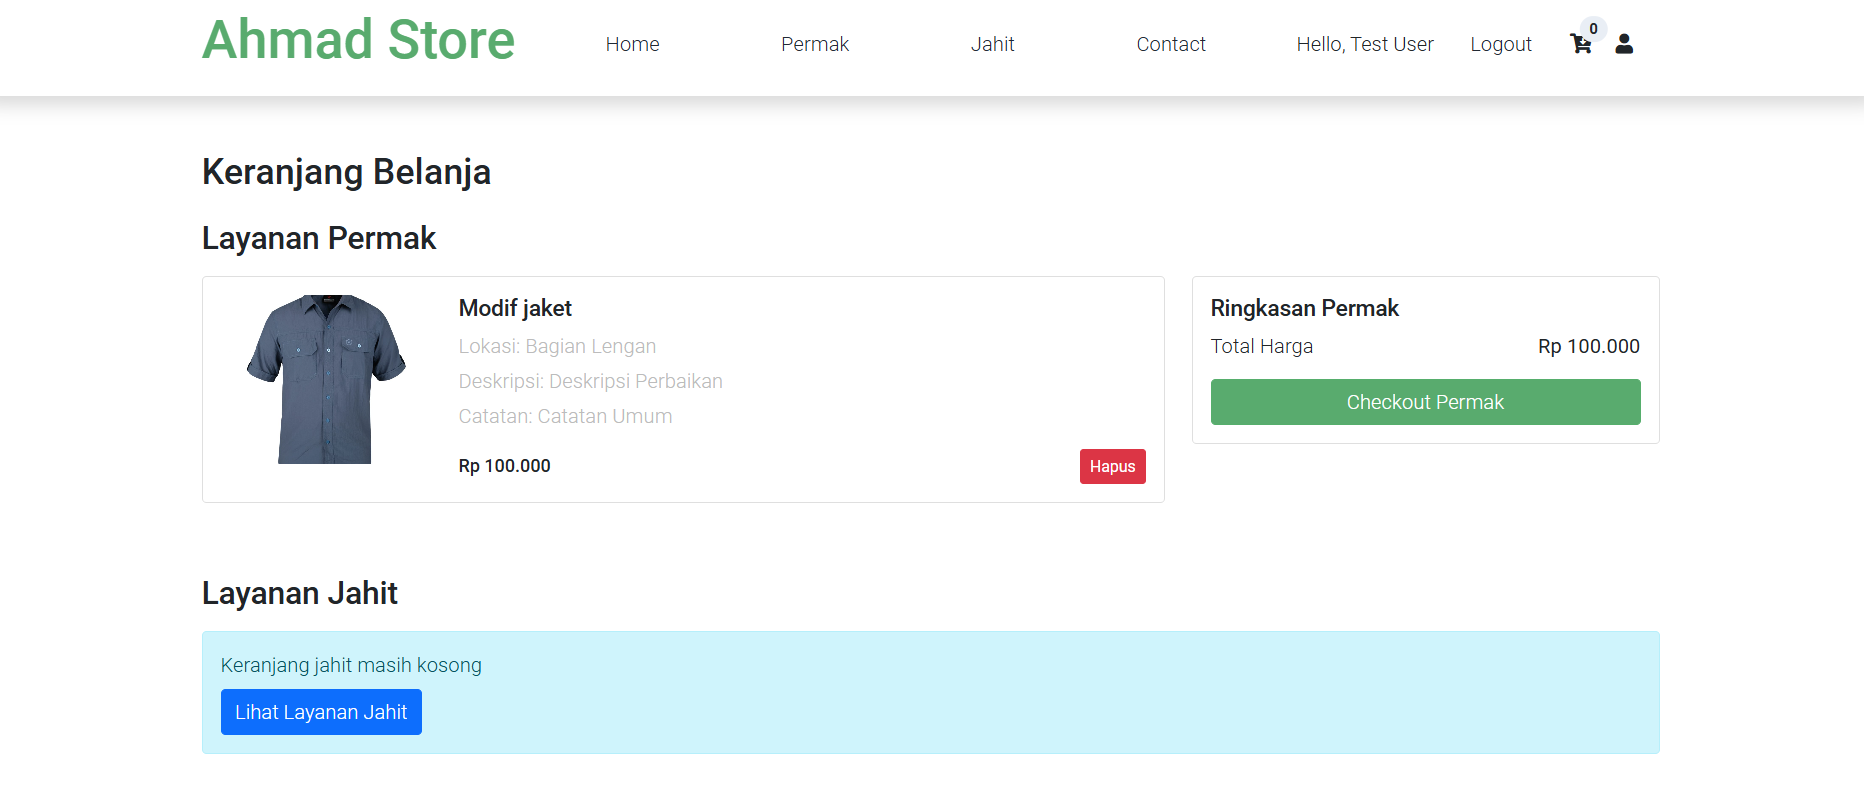 Ahmad Store
Home
Permak
Jahit
Contact
Hello, Test User
Logout
0
Keranjang Belanja
Layanan Permak
Modif jaket
Lokasi: Bagian Lengan
Deskripsi: Deskripsi Perbaikan
Catatan: Catatan Umum
Rp 100.000
Hapus
Ringkasan Permak
Total Harga Rp 100.000
Checkout Permak
Layanan Jahit
Keranjang jahit masih kosong
Lihat Layanan Jahit